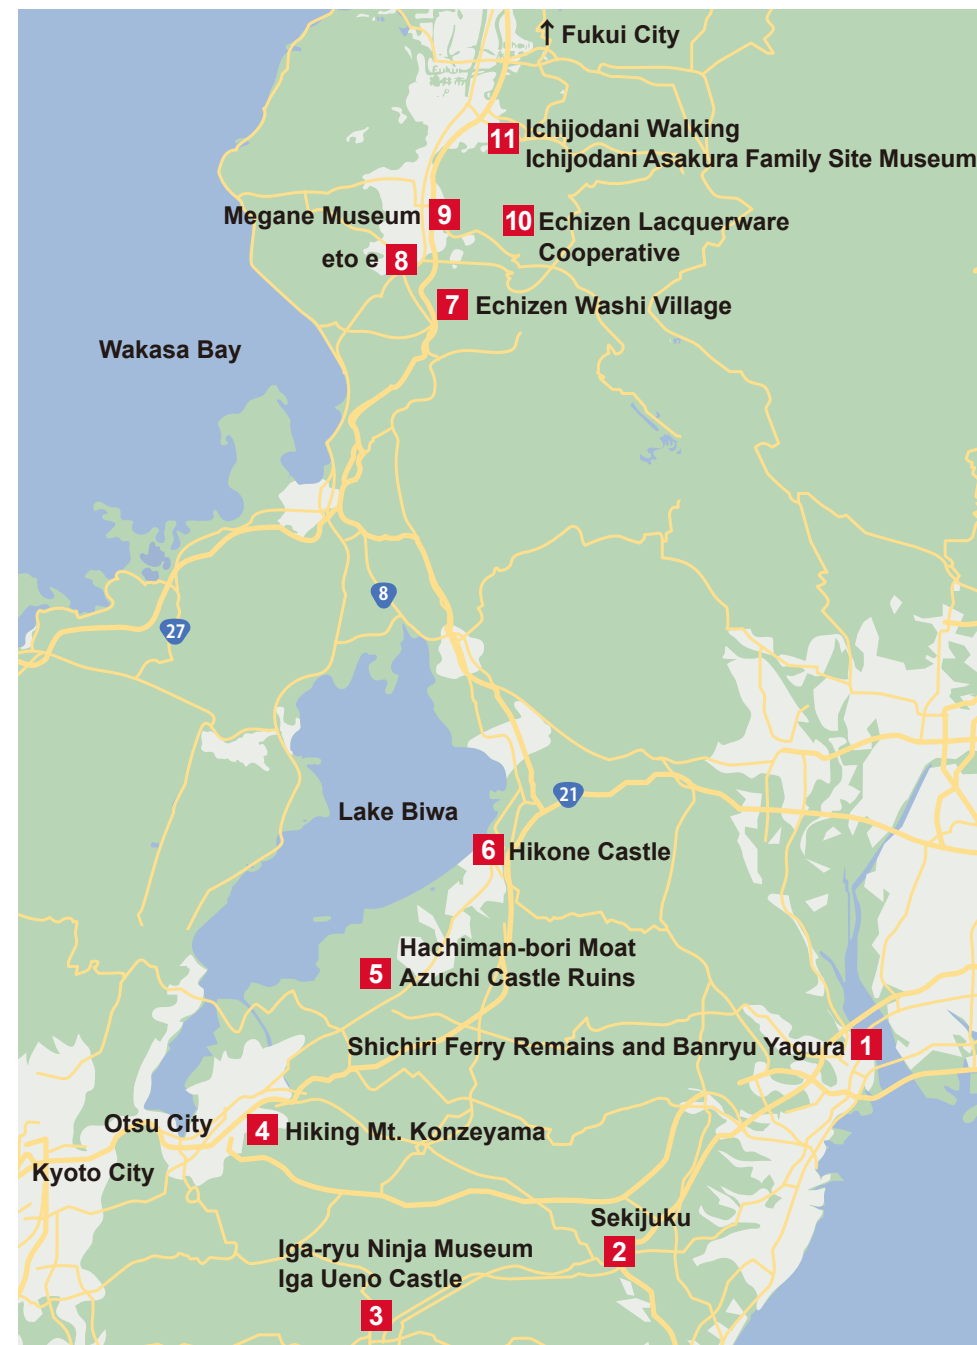 ↑ Fukui City
11 Ichijodani Walking
Ichijodani Asakura Family Site Museum
Megane Museum 9
10 Echizen Lacquerware
Cooperative
eto e 8
7 Echizen Washi Village
Wakasa Bay
8
27
21
Lake Biwa
6 Hikone Castle
Hachiman-bori Moat
5 Azuchi Castle Ruins
Shichiri Ferry Remains and Banryu Yagura 1
Otsu City
4 Hiking Mt. Konzeyama
Kyoto City
Sekijuku
2
Iga-ryu Ninja Museum
Iga Ueno Castle
3